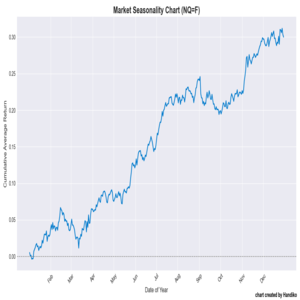 Market Seasonality Chart (NQ=F)
Cumulative Average Return
0.30
0.25
0.20
0.15
0.10
0.05
0.00
Feb
Mar
Apr
May
Jun
Jul
Aug
Sep
Oct
Nov
Dec
Date of Year
chart created by Handiko